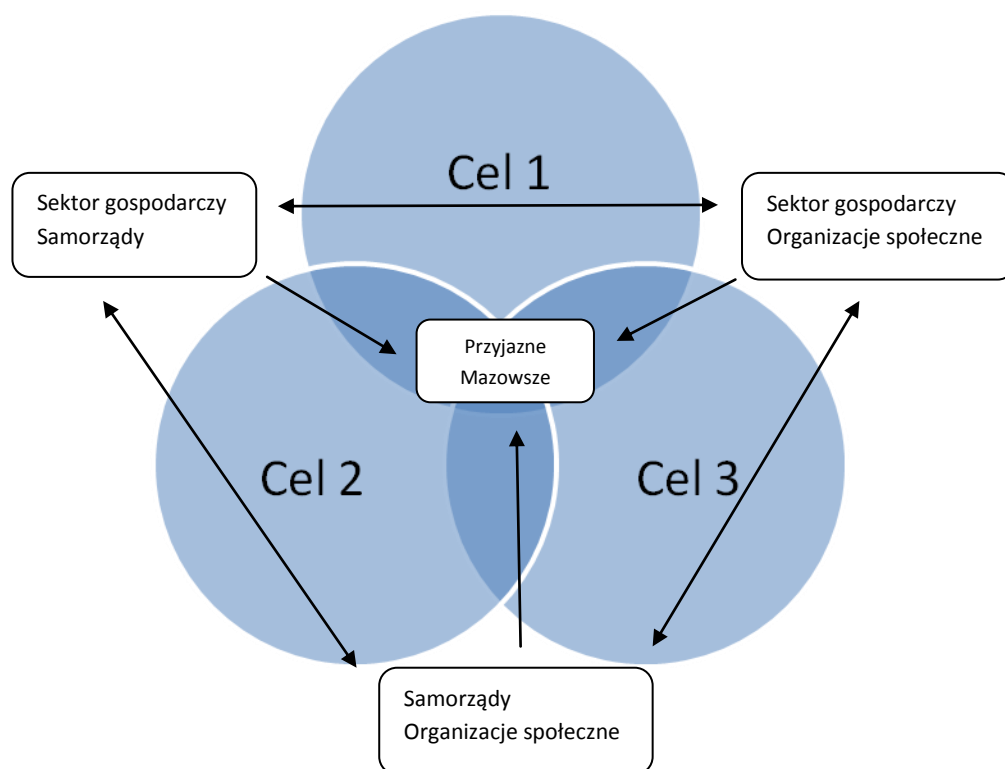 Cel 1
Sektor gospodarczy
Samorządy
Sektor gospodarczy
Organizacje społeczne
Przyjazne
Mazowsze
Cel 2
Cel 3
Samorządy
Organizacje społeczne